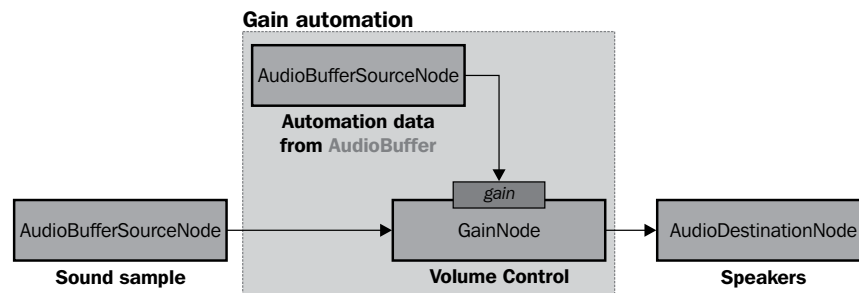 Gain automation
AudioBufferSourceNode
Automation data
from AudioBuffer
gain
AudioBufferSourceNode
GainNode
AudioDestinationNode
Sound sample
Volume Control
Speakers